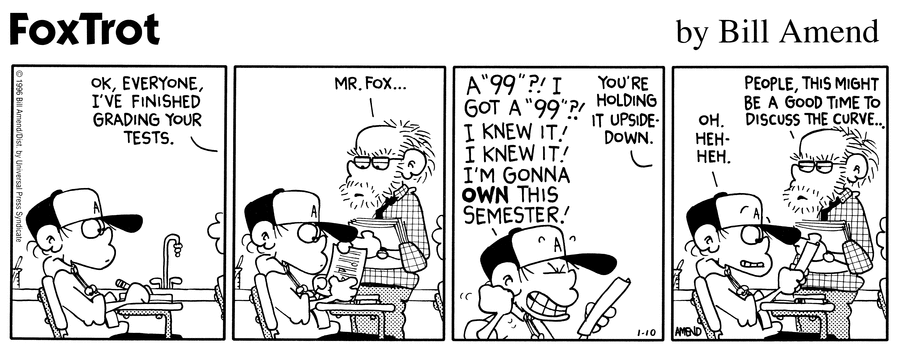 FoxTrot
by Bill Amend
© 1996 Bill Amend/Dist. by Universal Press Syndicate
OK, EVERYONE,
I'VE FINISHED
GRADING YOUR
TESTS.
MR. FOX...
A "99"?! I
GOT A "99"?!
I KNEW IT!
I KNEW IT!
I'M GONNA
OWN THIS
SEMESTER!
YOU'RE
HOLDING
IT UPSIDE-
DOWN.
OH.
HEH-
HEH.
PEOPLE, THIS MIGHT
BE A GOOD TIME TO
DISCUSS THE CURVE...
A
A
A
A
1-10
AMEND